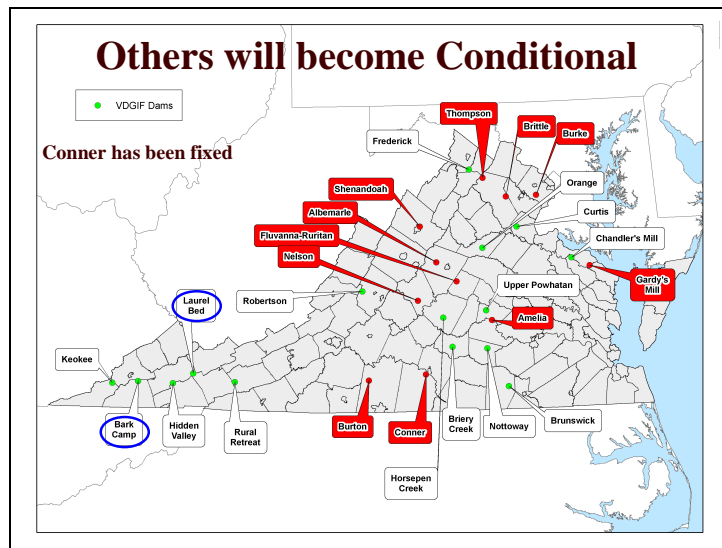 Others will become Conditional
VDGIF Dams
Conner has been fixed
Thompson
Brittle
Burke
Frederick
Orange
Shenandoah
Curtis
Albemarle
Chandler's Mill
Fluvanna-Ruritan
Nelson
Gardy's
Mill
Upper Powhatan
Laurel
Bed
Robertson
Amelia
Keokee
Bark
Camp
Hidden
Valley
Rural
Retreat
Burton
Conner
Briery
Creek
Nottoway
Brunswick
Horsepen
Creek